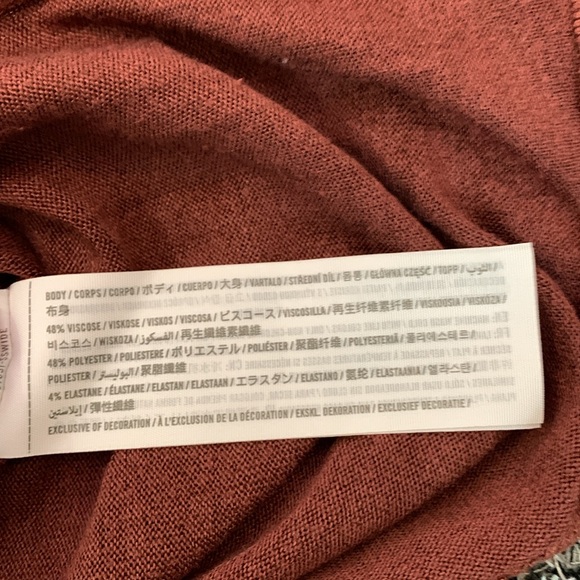 BODY / CORPS / CORPO / ボディ / CUERPO / 大身 / VARTALO / STŘEDNÍ DÍL / 몸통 / GŁÓWNA CZĘŚĆ / TOPP / الثوب /
布身
48% VISCOSE / VISKOSE / VISKOS / VISCOSA / ビスコース / VISCOSILLA / 再生纤维素纤维 / VISKOOSIA / VISKÓZA /
비스코스 / WISKOZA / الفسكوز / 再生纖維素纖維
48% POLYESTER / POLIESTERE / ポリエステル / POLIÉSTER / 聚酯纤维 / POLYESTERIÄ / 폴리에스테르 /
POLIESTER / البوليستر / 聚酯纖維
4% ELASTANE / ÉLASTANE / ELASTAN / ELASTAAN / エラスタン / ELASTANO / 氨纶 / ELASTAANIA / 엘라스탄 /
إيلاستين / 彈性纖維
EXCLUSIVE OF DECORATION / À L'EXCLUSION DE LA DÉCORATION / EKSKL. DEKORATION / EXCLUSIEF DECORATIE /